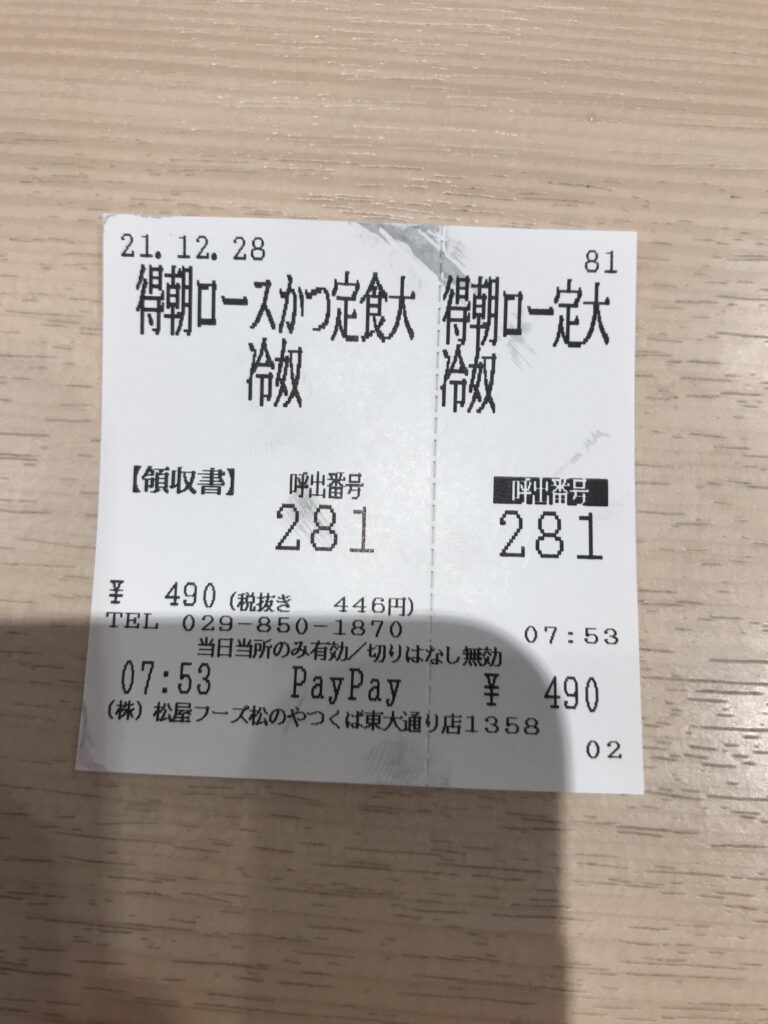 21.12.28
81
得朝ロースかつ定食大
冷奴
得朝ロー定大
冷奴
【領収書】 呼出番号
281
呼出番号
281
¥ 490 (税抜き 446円)
TEL 029-850-1870
07:53
当日当所のみ有効/切りはなし無効
07:53 PayPay ¥ 490
(株)松屋フーズ松のやつくば東大通り店1358
02